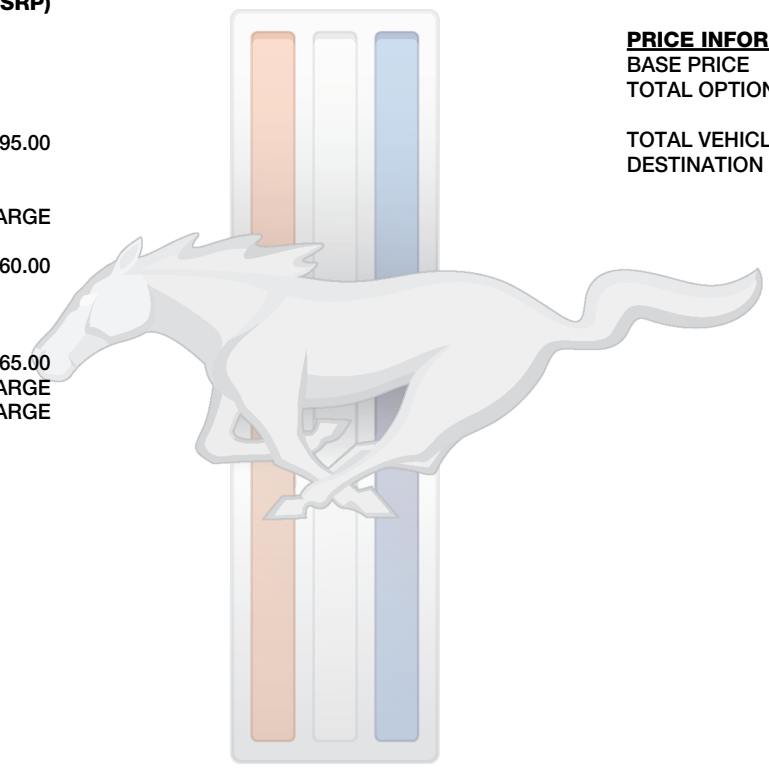 SRP)
95.00
ARGE
60.00
65.00
ARGE
ARGE
PRICE INFOR
BASE PRICE
TOTAL OPTION
TOTAL VEHICL
DESTINATION